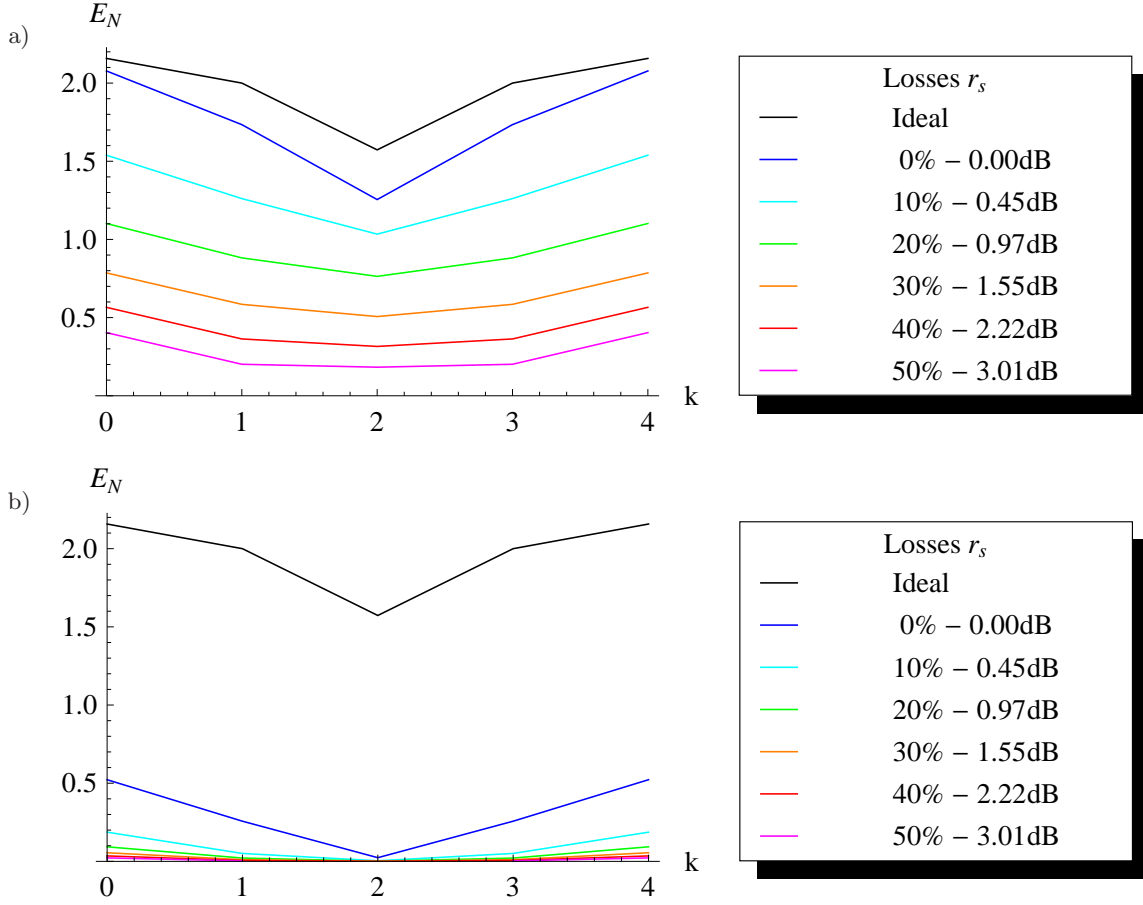 a)
E_N
2.0
1.5
1.0
0.5
0 1 2 3 4
k
Losses r_s
Ideal
0% − 0.00dB
10% − 0.45dB
20% − 0.97dB
30% − 1.55dB
40% − 2.22dB
50% − 3.01dB
b)
E_N
2.0
1.5
1.0
0.5
0 1 2 3 4
k
Losses r_s
Ideal
0% − 0.00dB
10% − 0.45dB
20% − 0.97dB
30% − 1.55dB
40% − 2.22dB
50% − 3.01dB